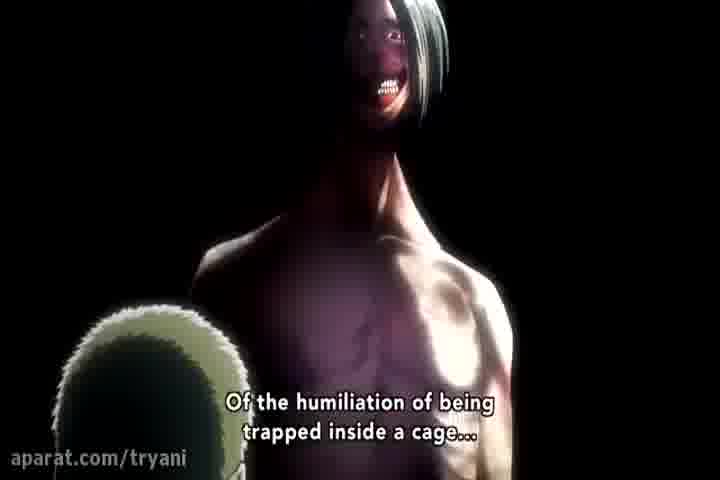 Of the humiliation of being
trapped inside a cage...
aparat.com/tryani